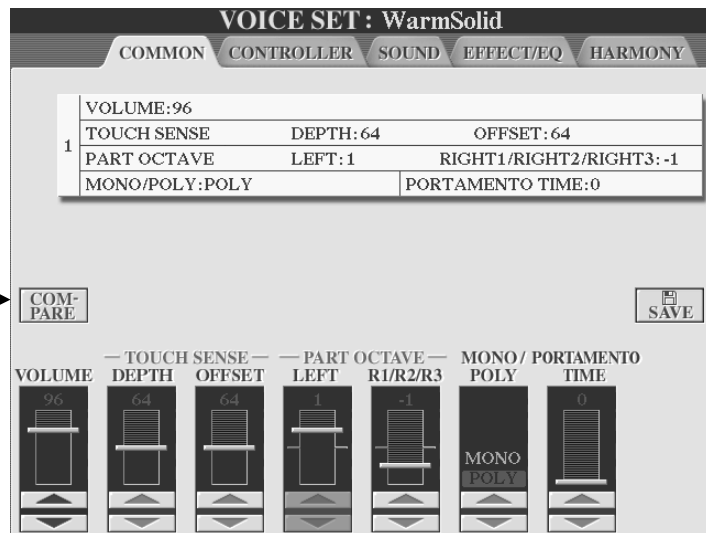 VOICE SET : WarmSolid
COMMON CONTROLLER SOUND EFFECT/EQ HARMONY
1
VOLUME:96
TOUCH SENSE DEPTH:64 OFFSET:64
PART OCTAVE LEFT:1 RIGHT1/RIGHT2/RIGHT3:-1
MONO/POLY:POLY PORTAMENTO TIME:0
COM-
PARE
SAVE
TOUCH SENSE PART OCTAVE MONO/ PORTAMENTO
VOLUME DEPTH OFFSET LEFT R1/R2/R3 POLY TIME
96 64 64 1 -1 0
MONO
POLY